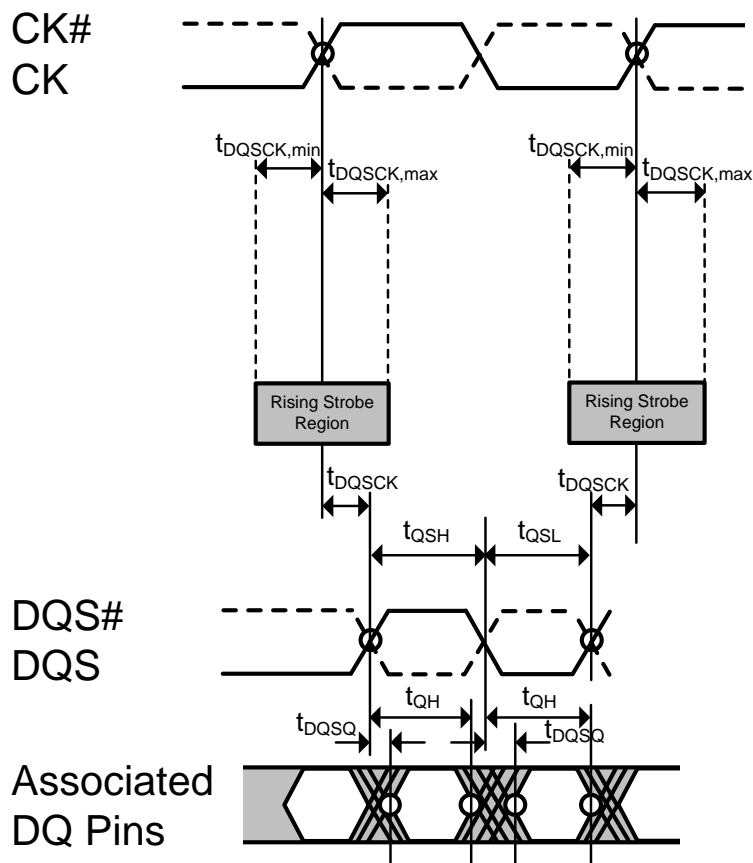 CK#
CK
tDQSCK,min
tDQSCK,max
tDQSCK,min
tDQSCK,max
Rising Strobe
Region
Rising Strobe
Region
tDQSCK
tDQSCK
tQSH
tQSL
DQS#
DQS
tQH
tQH
tDQSQ
tDQSQ
Associated
DQ Pins